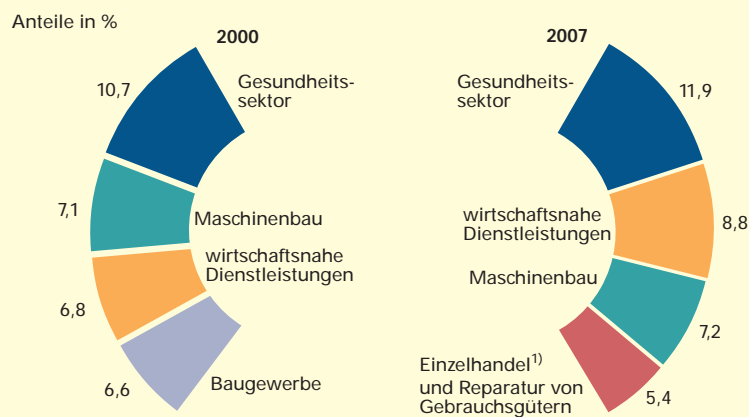 Anteile in %
2000
10,7
Gesundheits-
sektor
7,1
Maschinenbau
wirtschaftsnahe
Dienstleistungen
6,8
6,6
Baugewerbe
2007
Gesundheits-
sektor
11,9
wirtschaftsnahe
Dienstleistungen
8,8
Maschinenbau
7,2
Einzelhandel1)
und Reparatur von
Gebrauchsgütern
5,4